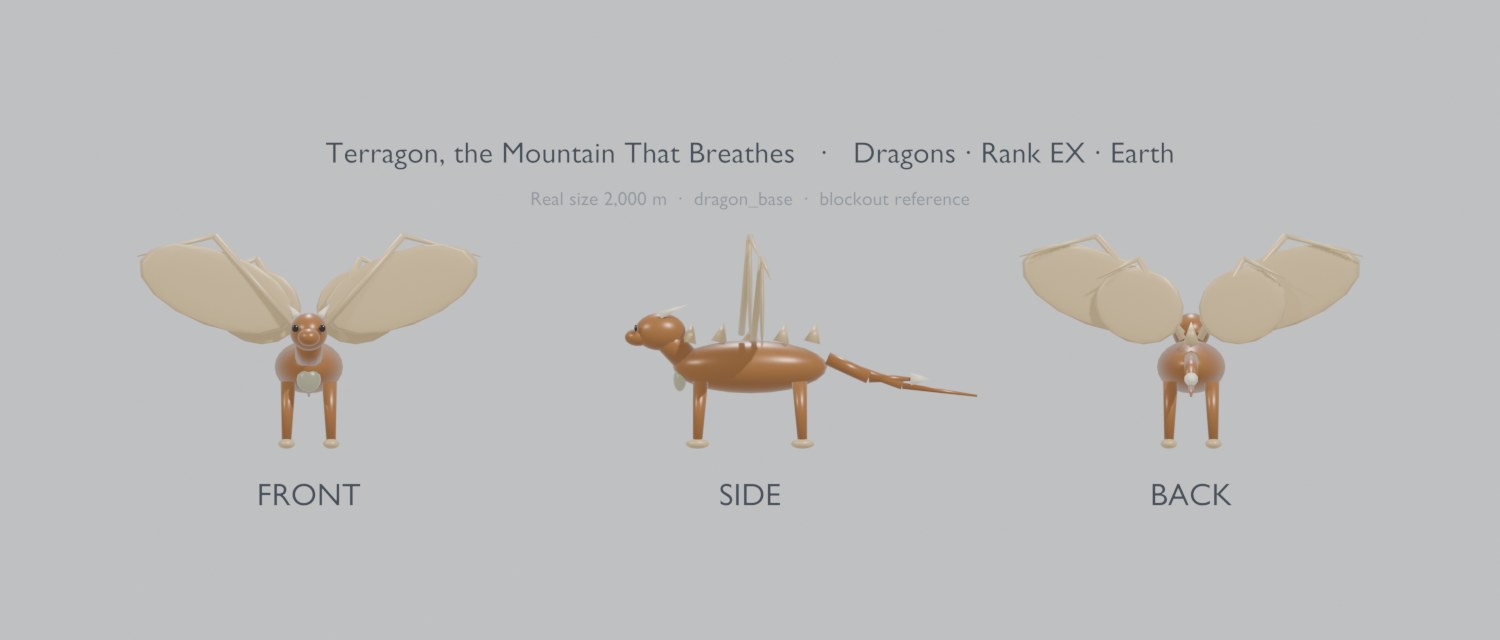 Terragon, the Mountain That Breathes · Dragons · Rank EX · Earth
Real size 2,000 m · dragon_base · blockout reference
FRONT SIDE BACK